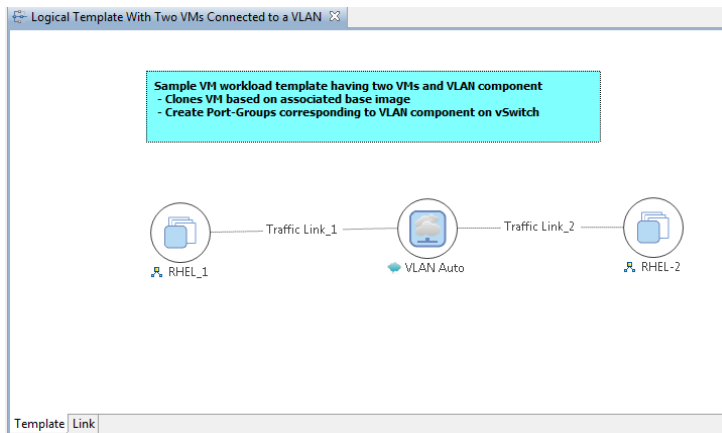 Logical Template With Two VMs Connected to a VLAN
Sample VM workload template having two VMs and VLAN component
- Clones VM based on associated base image
- Create Port-Groups corresponding to VLAN component on vSwitch
Traffic Link_1
Traffic Link_2
RHEL_1
VLAN Auto
RHEL-2
Template
Link